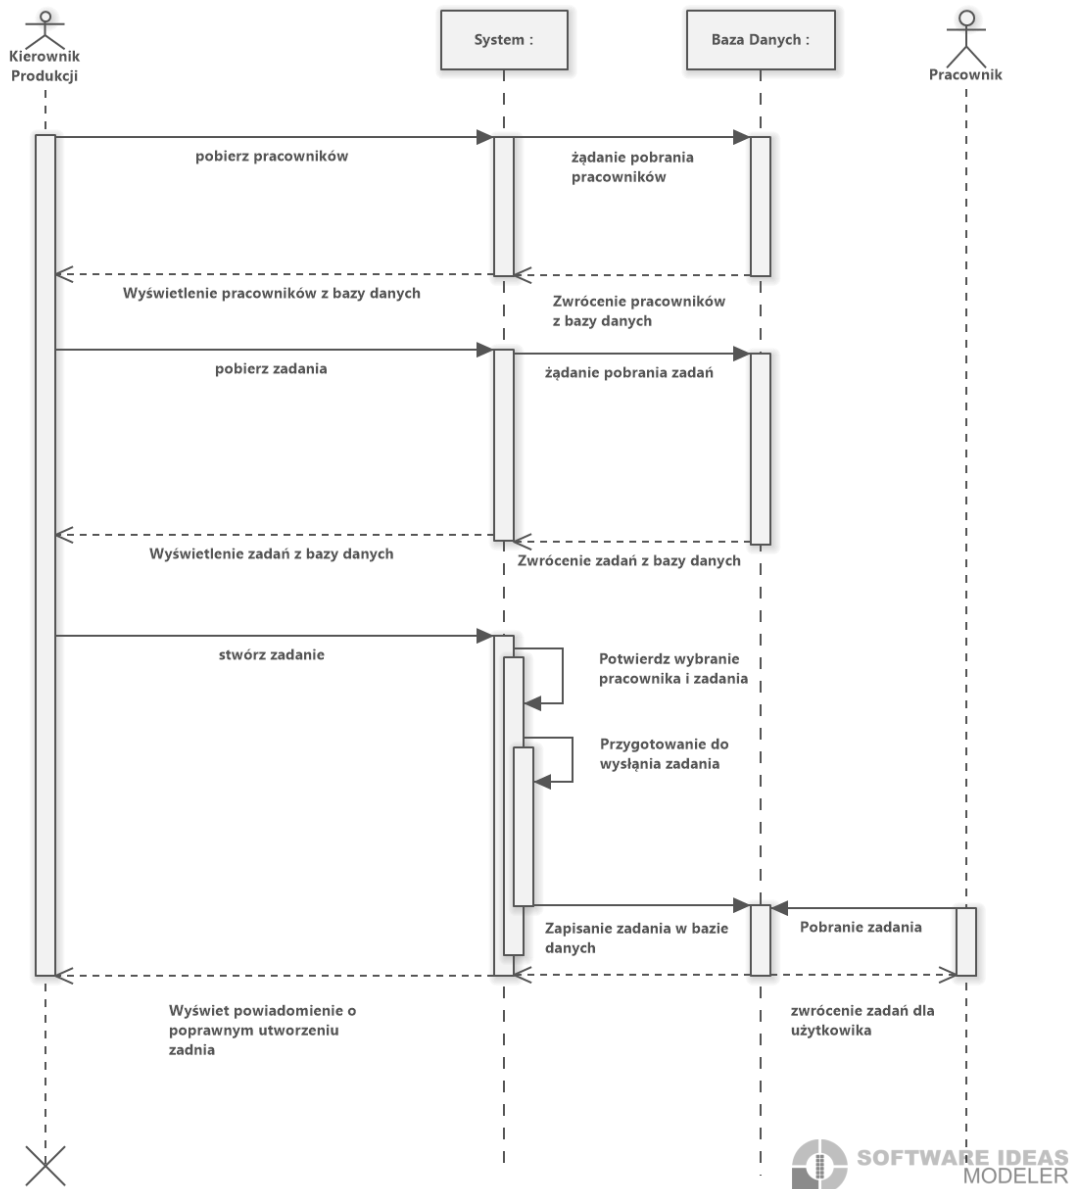 Kierownik
Produkcji
System :
Baza Danych :
Pracownik
pobierz pracowników
żądanie pobrania
pracowników
Wyświetlenie pracowników z bazy danych
Zwrócenie pracowników
z bazy danych
pobierz zadania
żądanie pobrania zadań
Wyświetlenie zadań z bazy danych
Zwrócenie zadań z bazy danych
stwórz zadanie
Potwierdz wybranie
pracownika i zadania
Przygotowanie do
wysłąnia zadania
Zapisanie zadania w bazie
danych
Pobranie zadania
Wyświet powiadomienie o
poprawnym utworzeniu
zadnia
zwrócenie zadań dla
użytkowika
SOFTWARE IDEAS
MODELER